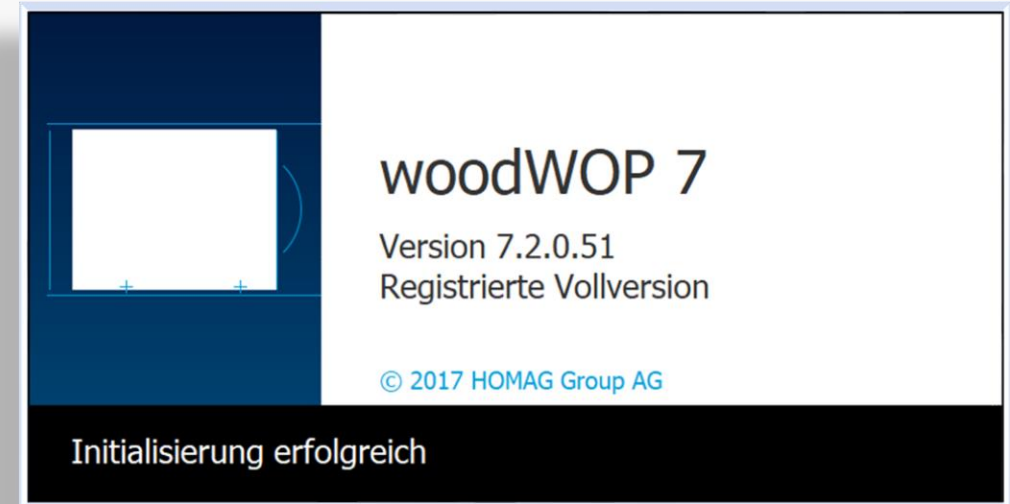 woodWOP 7
Version 7.2.0.51
Registrierte Vollversion
© 2017 HOMAG Group AG
Initialisierung erfolgreich